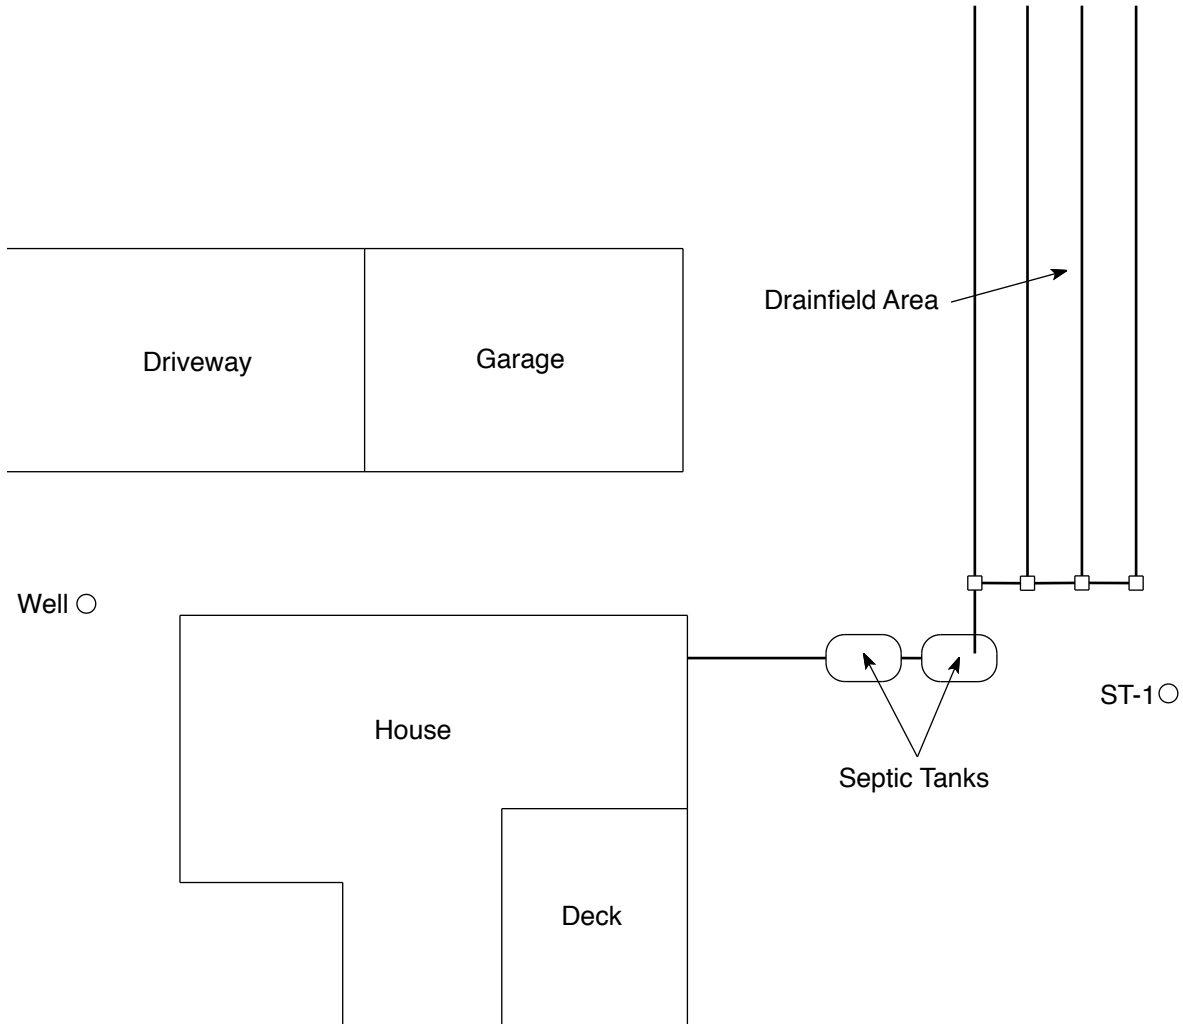 Drainfield Area
Driveway
Garage
Well
ST-1
House
Septic Tanks
Deck